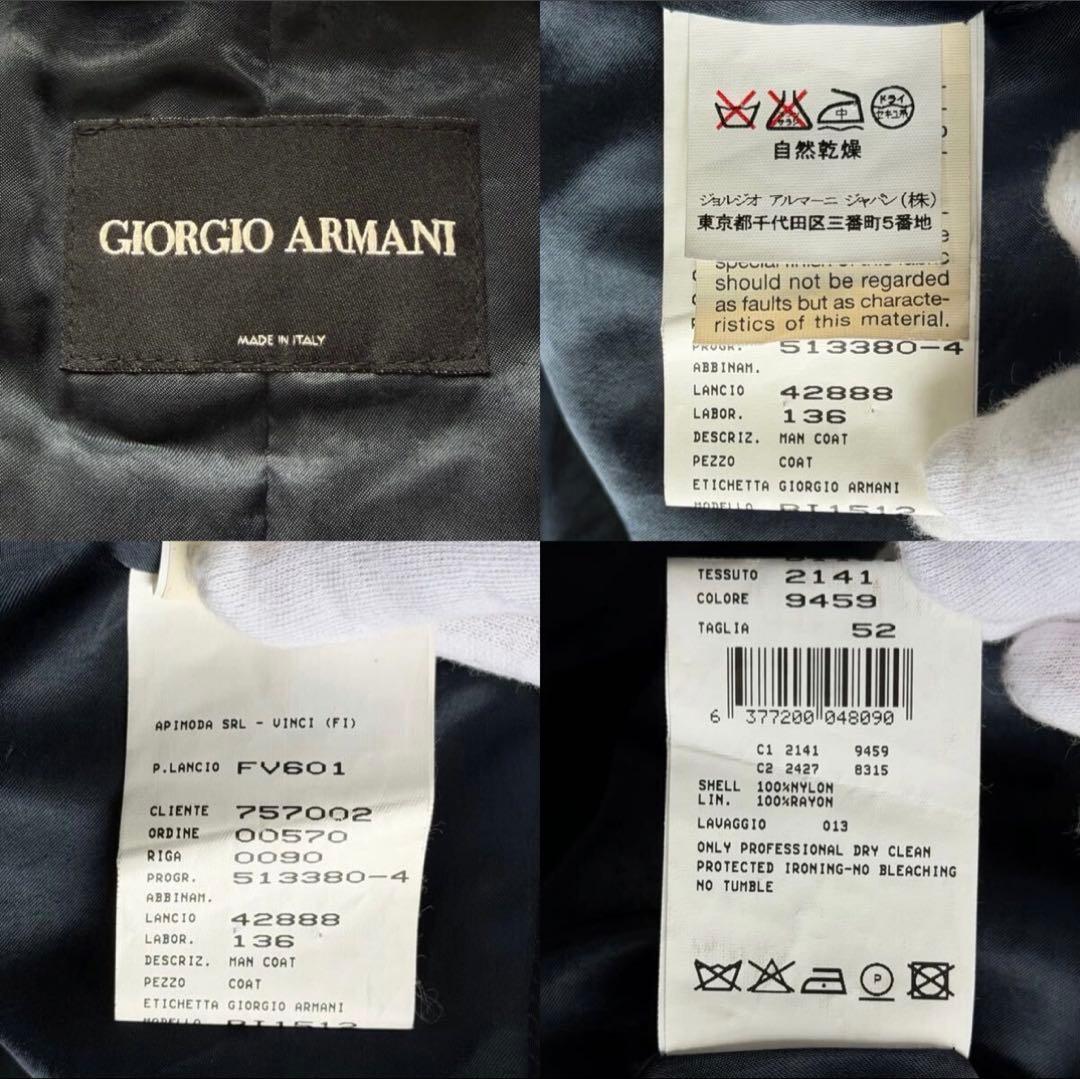 GIORGIO ARMANI
MADE IN ITALY
サラシ
中
ドライ
セキユ系
自然乾燥
ジョルジオ アルマーニ ジャパン(株)
東京都千代田区三番町5番地
should not be regarded
as faults but as characte-
ristics of this material.
PROGR. 513380-4
ABBINAM.
LANCIO 42888
LABOR. 136
DESCRIZ. MAN COAT
PEZZO COAT
ETICHETTA GIORGIO ARMANI
MODELLO
APIMODA SRL - VINCI (FI)
P.LANCIO FV601
CLIENTE 757002
ORDINE 00570
RIGA 0090
PROGR. 513380-4
ABBINAM.
LANCIO 42888
LABOR. 136
DESCRIZ. MAN COAT
PEZZO COAT
ETICHETTA GIORGIO ARMANI
MODELLO
TESSUTO 2141
COLORE 9459
TAGLIA 52
6 377200 048090
C1 2141 9459
C2 2427 8315
SHELL 100%NYLON
LIN. 100%RAYON
LAVAGGIO 013
ONLY PROFESSIONAL DRY CLEAN
PROTECTED IRONING-NO BLEACHING
NO TUMBLE
P